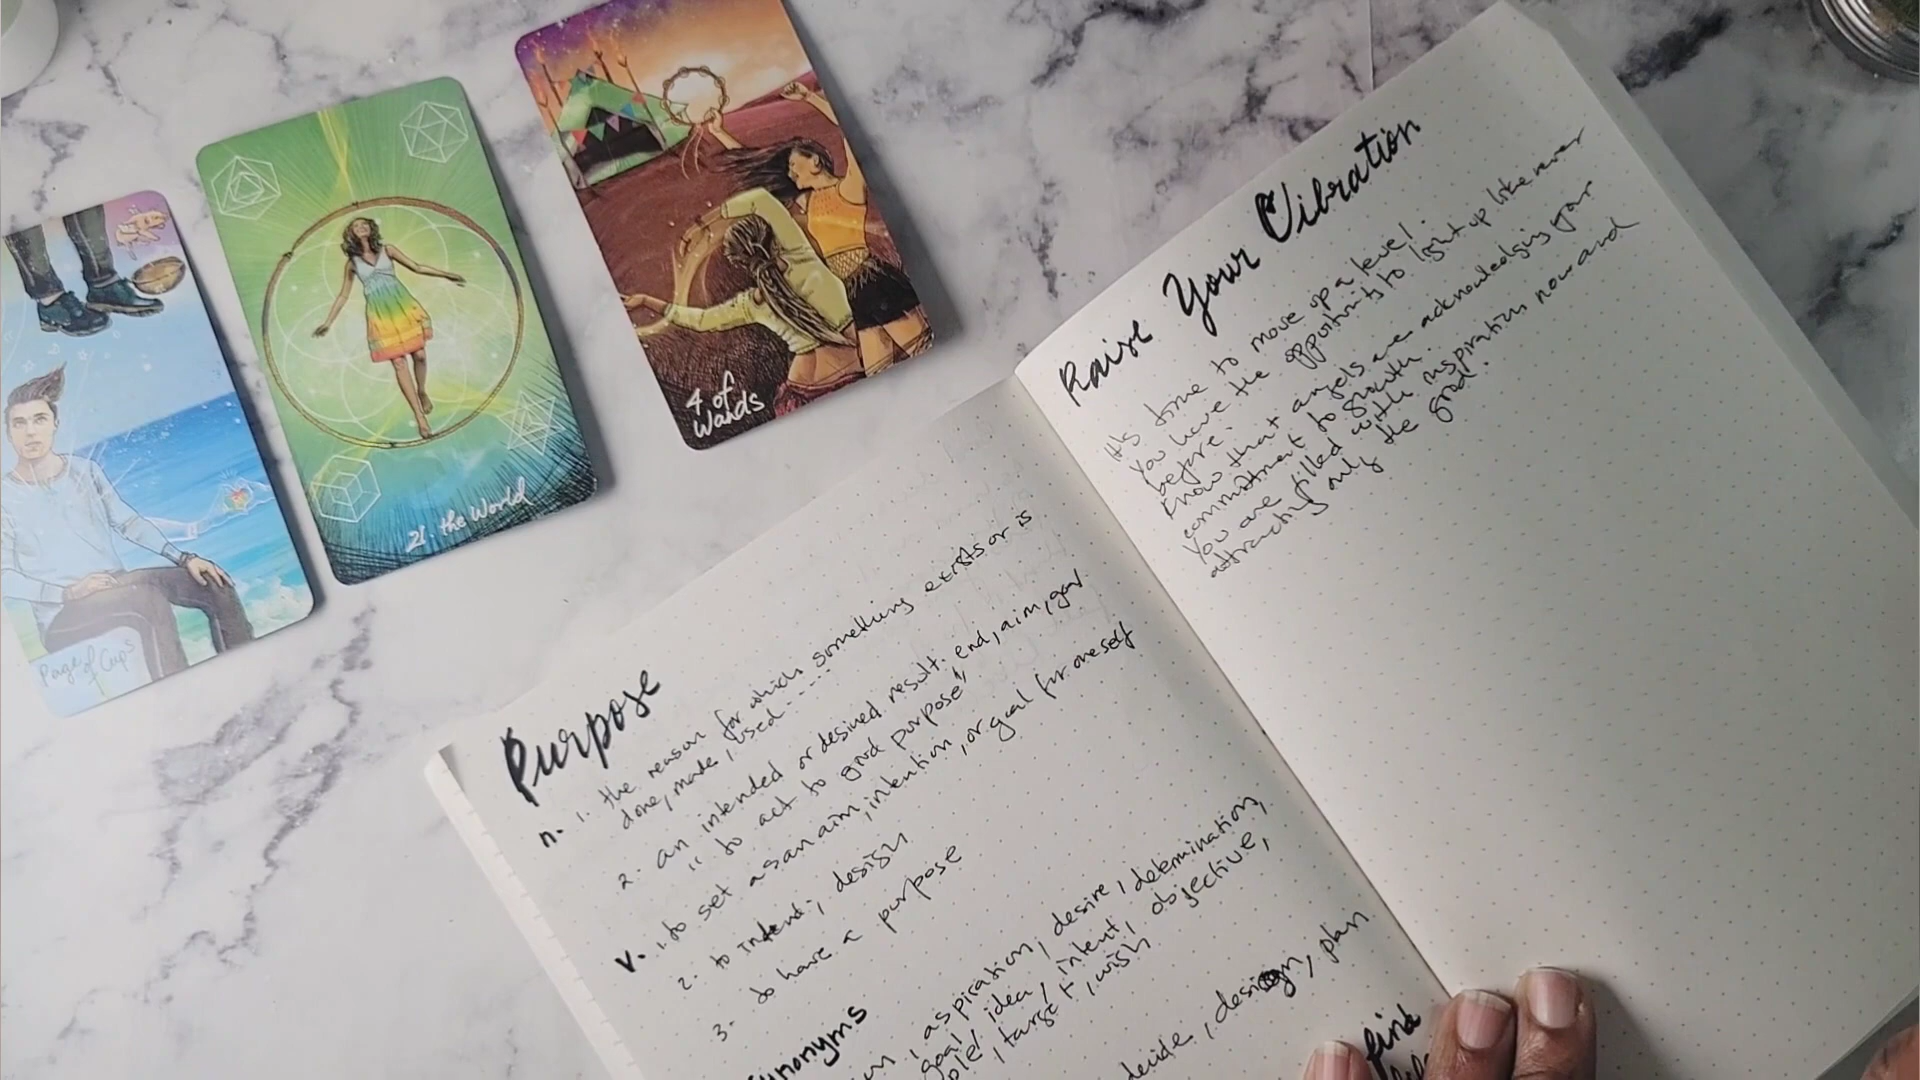 Page of Cups
21. the World
4 of
Wands
Purpose
n. 1. the reason for which something exists or is
done, made, used - - - -
2. an intended or desired result. end, aim, goal
" to act to good purpose"
v. 1. to set as an aim, intention, or goal for oneself
2. to intend; design
3. to have a purpose
synonyms
, aspiration, desire, determination,
goal, idea, intent, objective,
, target, wish
decide, design, plan
find
Raise Your Vibration
It's time to move up a level.
You have the opportunity to light up like never
before.
Know that angels are acknowledging your
commitment to growth.
You are filled with inspiration now and
attracting only the good.